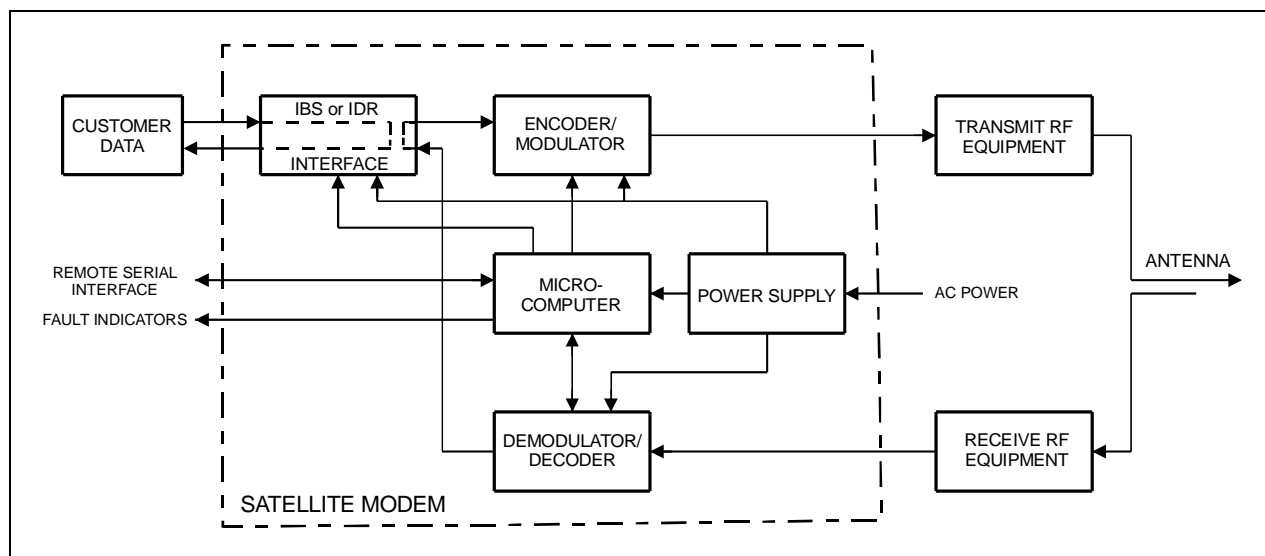 CUSTOMER
DATA
IBS or IDR
INTERFACE
ENCODER/
MODULATOR
TRANSMIT RF
EQUIPMENT
ANTENNA
REMOTE SERIAL
INTERFACE
FAULT INDICATORS
MICRO-
COMPUTER
POWER SUPPLY
AC POWER
DEMODULATOR/
DECODER
RECEIVE RF
EQUIPMENT
SATELLITE MODEM